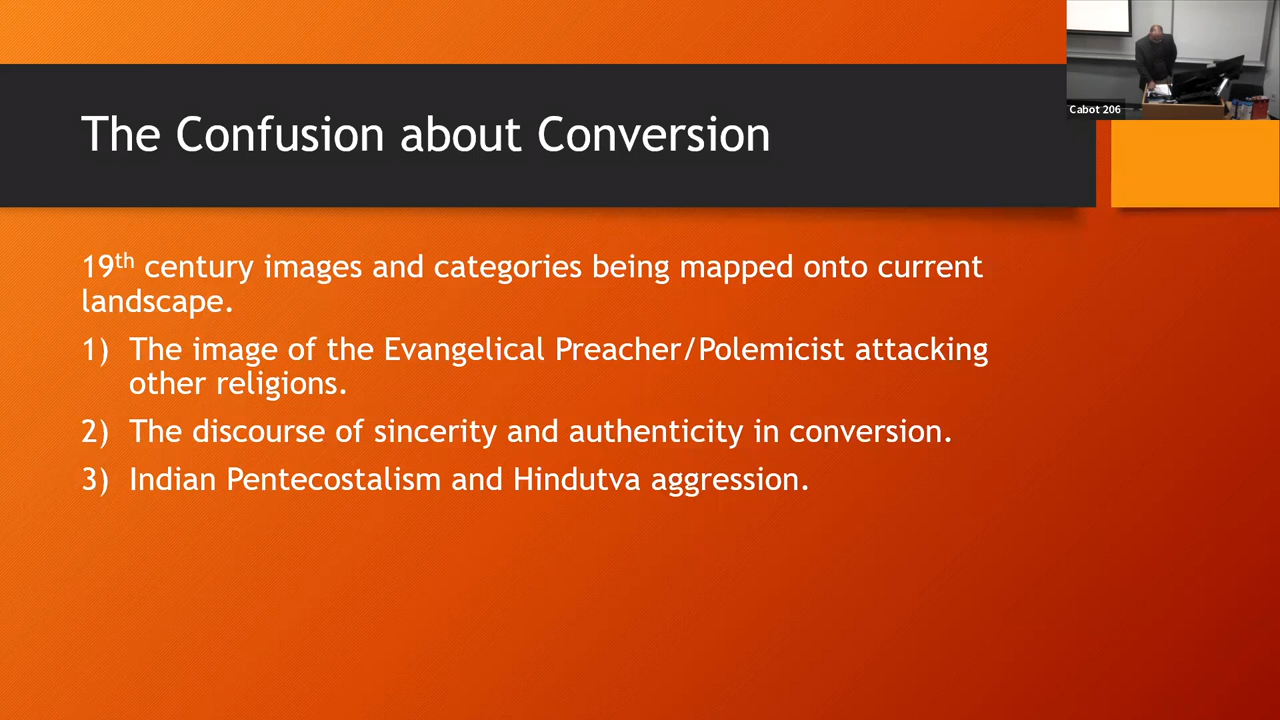 Cabot 206
The Confusion about Conversion
19th century images and categories being mapped onto current
landscape.
1) The image of the Evangelical Preacher/Polemicist attacking
other religions.
2) The discourse of sincerity and authenticity in conversion.
3) Indian Pentecostalism and Hindutva aggression.